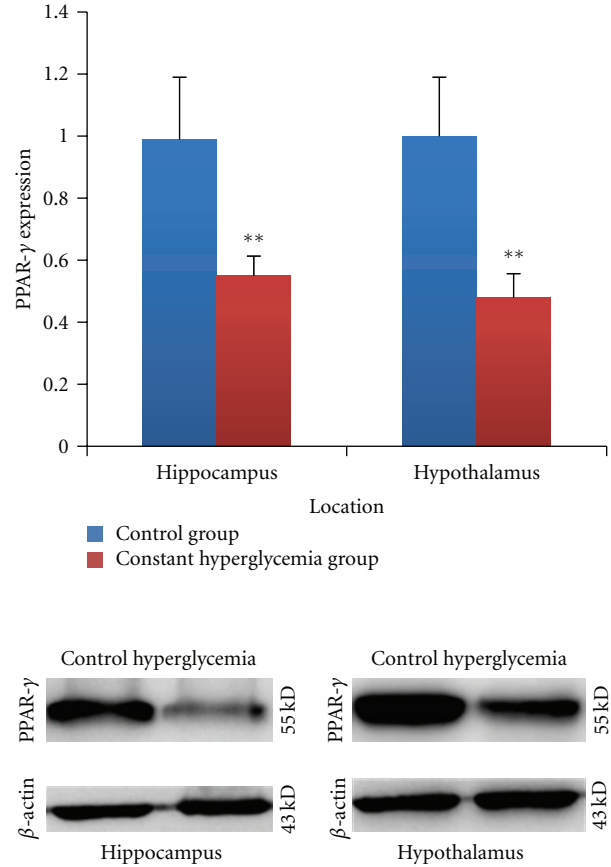 1.4
1.2
1
0.8
0.6
0.4
0.2
0
PPAR-γ expression
**
**
Hippocampus Hypothalamus
Location
Control group
Constant hyperglycemia group
Control hyperglycemia
PPAR-γ
55 kD
β-actin
43 kD
Hippocampus
Control hyperglycemia
PPAR-γ
55 kD
β-actin
43 kD
Hypothalamus